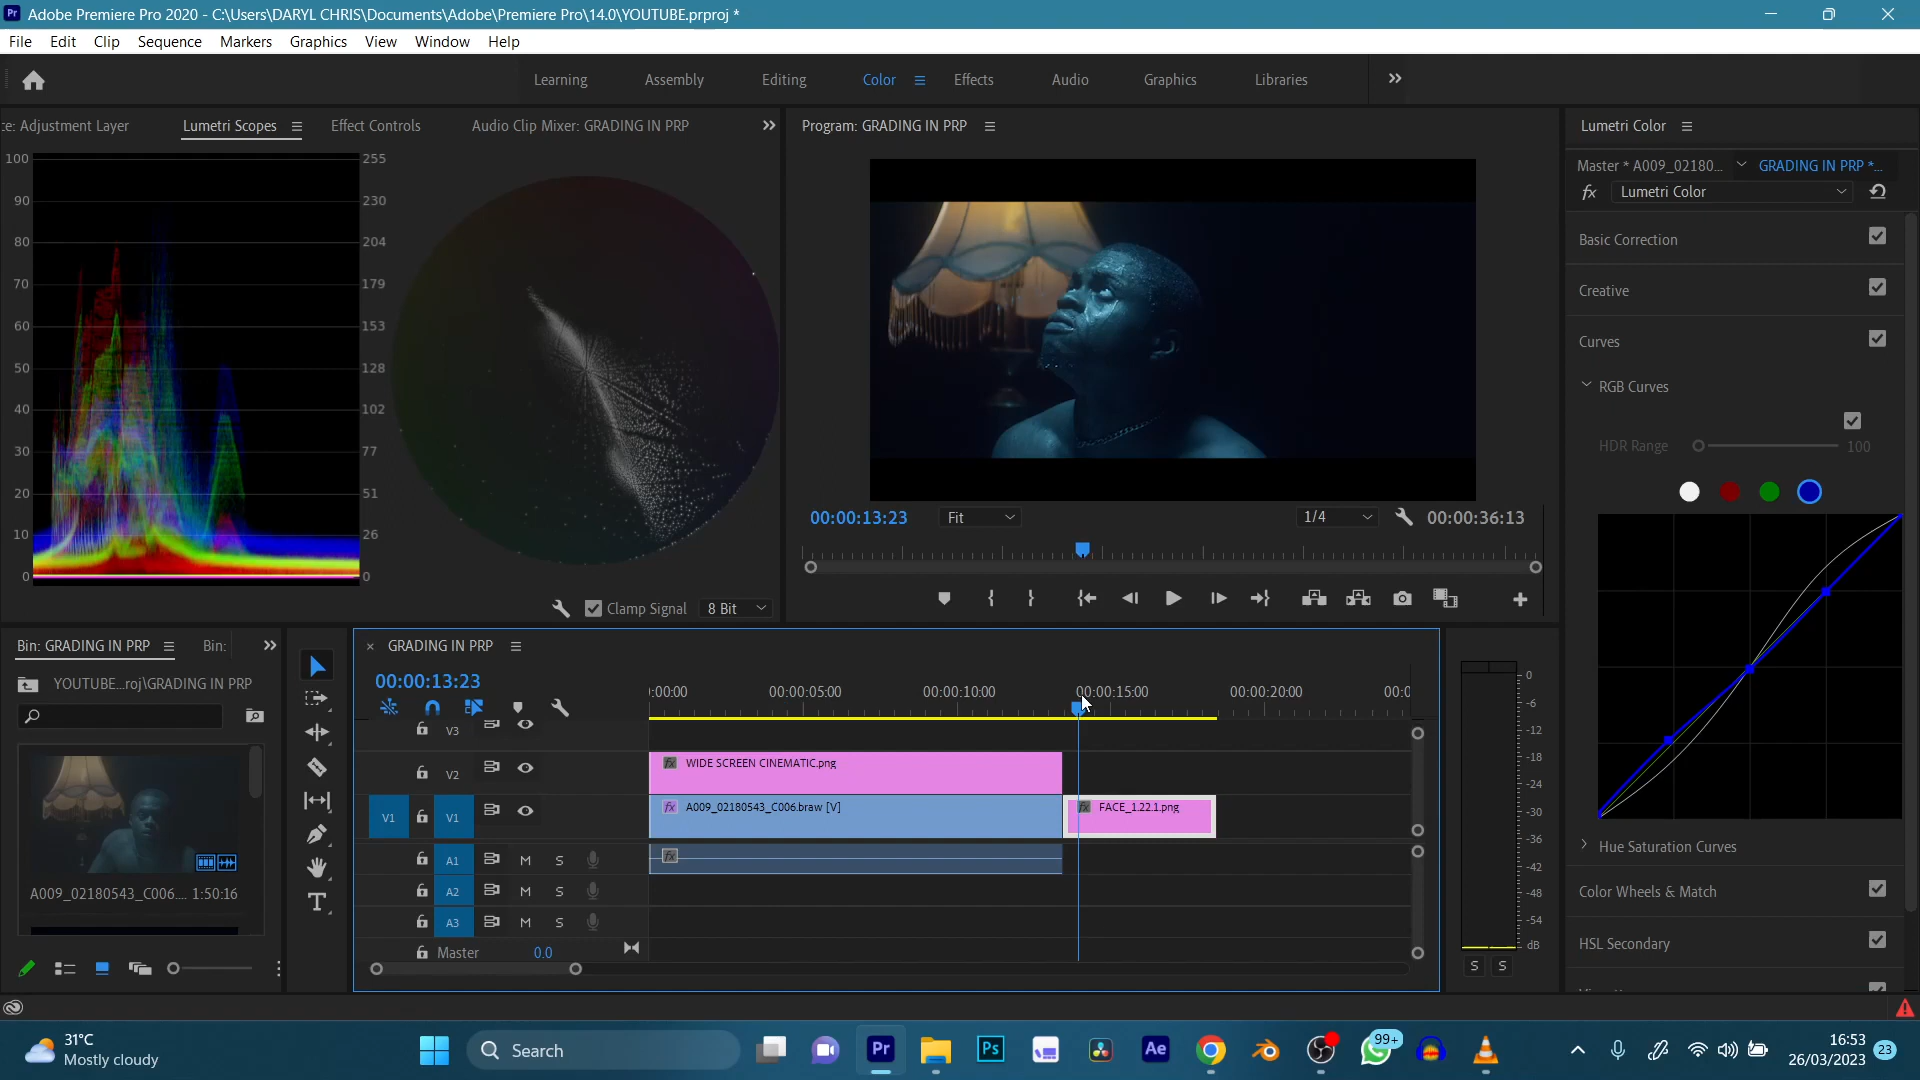 Adobe Premiere Pro 2020 - C:\Users\DARYL CHRIS\Documents\Adobe\Premiere Pro\14.0\YOUTUBE.prproj *
File Edit Clip Sequence Markers Graphics View Window Help
Learning Assembly Editing Color Effects Audio Graphics Libraries
ce: Adjustment Layer Lumetri Scopes Effect Controls Audio Clip Mixer: GRADING IN PRP
100 255
90 230
80 204
70 179
60 153
50 128
40 102
30 77
20 51
10 26
0 0
Clamp Signal 8 Bit
Program: GRADING IN PRP
00:00:13:23 Fit 1/4 00:00:36:13
Lumetri Color
Master * A009_02180... GRADING IN PRP *...
fx Lumetri Color
Basic Correction
Creative
Curves
RGB Curves
HDR Range 100
Hue Saturation Curves
Color Wheels & Match
HSL Secondary
Bin: GRADING IN PRP Bin:
YOUTUBE...roj\GRADING IN PRP
A009_02180543_C006.... 1:50:16
× GRADING IN PRP
00:00:13:23
:00:00 00:00:05:00 00:00:10:00 00:00:15:00 00:00:20:00 00:0
V3
V2 fx WIDE SCREEN CINEMATIC.png
V1 V1 fx A009_02180543_C006.braw [V] fx FACE_1.22.1.png
A1 M S fx
A2 M S
A3 M S
Master 0.0
0
-6
-12
-18
-24
-30
-36
-42
-48
-54
dB
S S
31°C
Mostly cloudy
Search
Pr Ps Ae 99+
16:53
26/03/2023 23